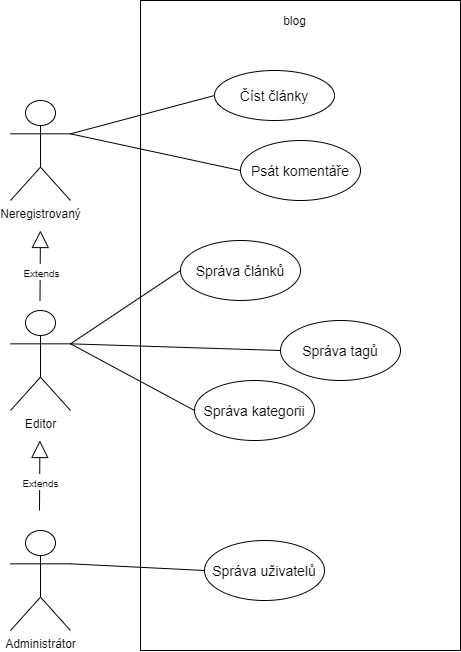 blog
Číst články
Psát komentáře
Neregistrovaný
Extends
Správa článků
Správa tagů
Správa kategorii
Editor
Extends
Správa uživatelů
Administrátor